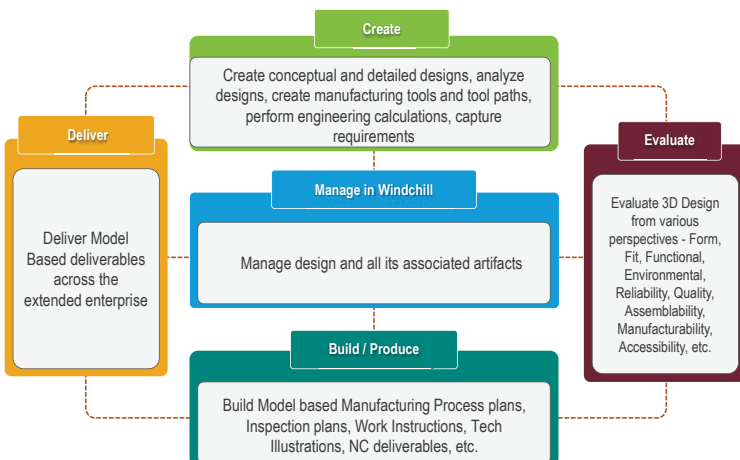 Create
Create conceptual and detailed designs, analyze
designs, create manufacturing tools and tool paths,
perform engineering calculations, capture
requirements
Deliver
Deliver Model
Based deliverables
across the
extended enterprise
Manage in Windchill
Manage design and all its associated artifacts
Evaluate
Evaluate 3D Design
from various
perspectives - Form,
Fit, Functional,
Environmental,
Reliability, Quality,
Assemblability,
Manufacturability,
Accessibility, etc.
Build / Produce
Build Model based Manufacturing Process plans,
Inspection plans, Work Instructions, Tech
Illustrations, NC deliverables, etc.